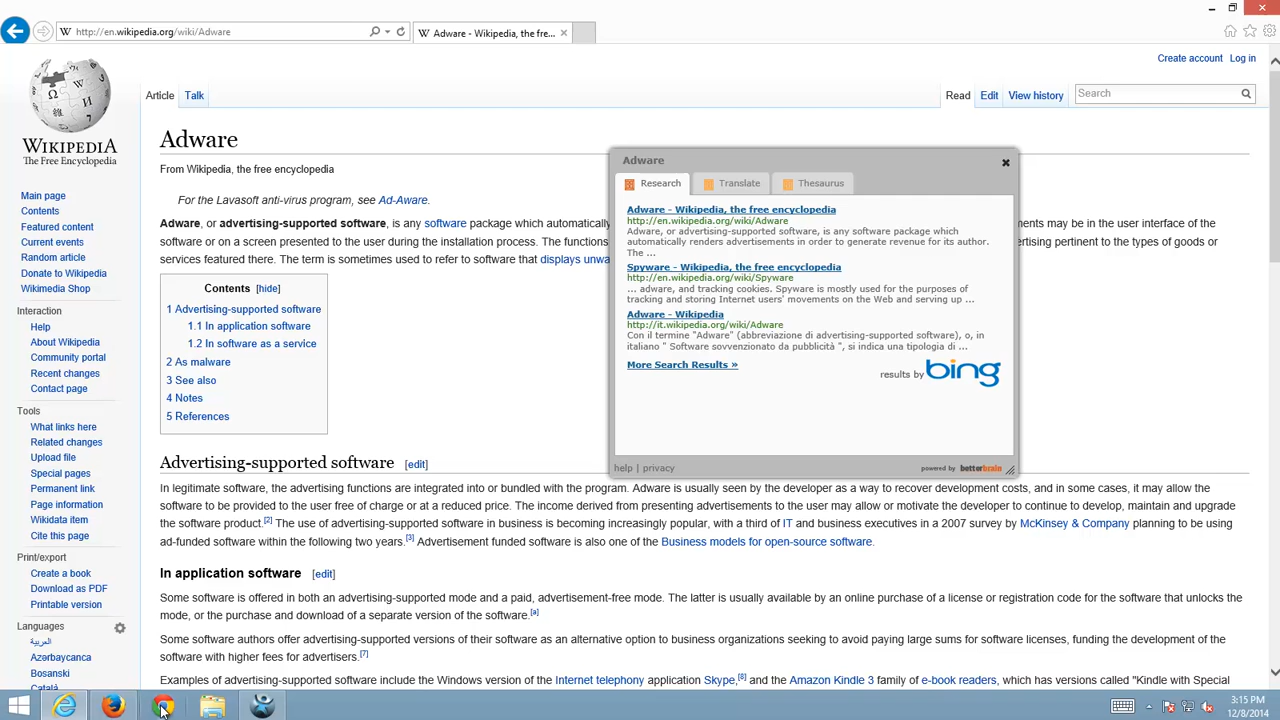 http://en.wikipedia.org/wiki/Adware
Adware - Wikipedia, the fre...
Create account Log in
Article Talk
Read Edit View history Search
WIKIPEDIA
The Free Encyclopedia
Main page
Contents
Featured content
Current events
Random article
Donate to Wikipedia
Wikimedia Shop
Interaction
Help
About Wikipedia
Community portal
Recent changes
Contact page
Tools
What links here
Related changes
Upload file
Special pages
Permanent link
Page information
Wikidata item
Cite this page
Print/export
Create a book
Download as PDF
Printable version
Languages
العربية
Azərbaycanca
Bosanski
Català
Adware
From Wikipedia, the free encyclopedia
For the Lavasoft anti-virus program, see Ad-Aware.
Adware, or advertising-supported software, is any software package which automatically ments may be in the user interface of the
software or on a screen presented to the user during the installation process. The functions ertising pertinent to the types of goods or
services featured there. The term is sometimes used to refer to software that displays unwa
Contents [hide]
1 Advertising-supported software
1.1 In application software
1.2 In software as a service
2 As malware
3 See also
4 Notes
5 References
Adware
Research Translate Thesaurus
Adware - Wikipedia, the free encyclopedia
http://en.wikipedia.org/wiki/Adware
Adware, or advertising-supported software, is any software package which
automatically renders advertisements in order to generate revenue for its author.
The ...
Spyware - Wikipedia, the free encyclopedia
http://en.wikipedia.org/wiki/Spyware
... adware, and tracking cookies. Spyware is mostly used for the purposes of
tracking and storing Internet users' movements on the Web and serving up ...
Adware - Wikipedia
http://it.wikipedia.org/wiki/Adware
Con il termine "Adware" (abbreviazione di advertising-supported software), o, in
italiano " Software sovvenzionato da pubblicità ", si indica una tipologia di ...
More Search Results »
results by bing
help | privacy
powered by betterbrain
Advertising-supported software [edit]
In legitimate software, the advertising functions are integrated into or bundled with the program. Adware is usually seen by the developer as a way to recover development costs, and in some cases, it may allow the
software to be provided to the user free of charge or at a reduced price. The income derived from presenting advertisements to the user may allow or motivate the developer to continue to develop, maintain and upgrade
the software product.[2] The use of advertising-supported software in business is becoming increasingly popular, with a third of IT and business executives in a 2007 survey by McKinsey & Company planning to be using
ad-funded software within the following two years.[3] Advertisement funded software is also one of the Business models for open-source software.
In application software [edit]
Some software is offered in both an advertising-supported mode and a paid, advertisement-free mode. The latter is usually available by an online purchase of a license or registration code for the software that unlocks the
mode, or the purchase and download of a separate version of the software.[a]
Some software authors offer advertising-supported versions of their software as an alternative option to business organizations seeking to avoid paying large sums for software licenses, funding the development of the
software with higher fees for advertisers.[7]
Examples of advertising-supported software include the Windows version of the Internet telephony application Skype,[8] and the Amazon Kindle 3 family of e-book readers, which has versions called "Kindle with Special
3:15 PM
12/8/2014